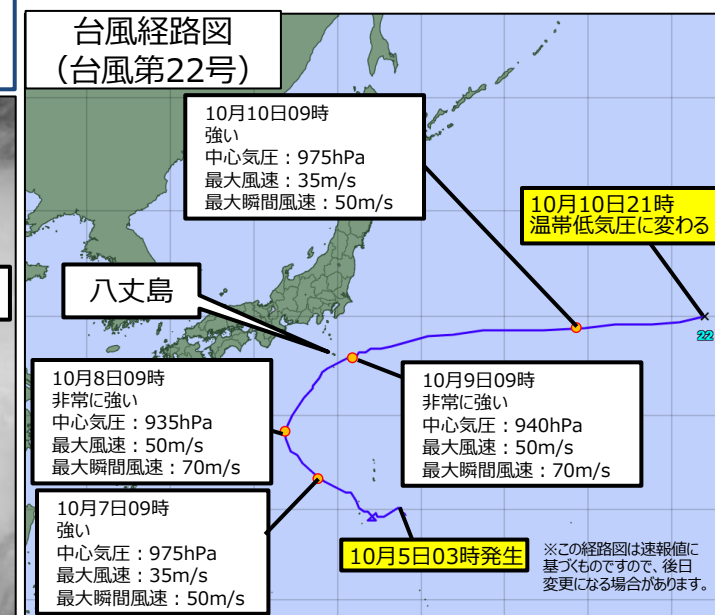 台風経路図
（台風第22号）
10月10日09時
強い
中心気圧：975hPa
最大風速：35m/s
最大瞬間風速：50m/s
10月10日21時
温帯低気圧に変わる
八丈島
22
10月8日09時
非常に強い
中心気圧：935hPa
最大風速：50m/s
最大瞬間風速：70m/s
10月9日09時
非常に強い
中心気圧：940hPa
最大風速：50m/s
最大瞬間風速：70m/s
10月7日09時
強い
中心気圧：975hPa
最大風速：35m/s
最大瞬間風速：50m/s
10月5日03時発生
※この経路図は速報値に
基づくものですので、後日
変更になる場合があります。